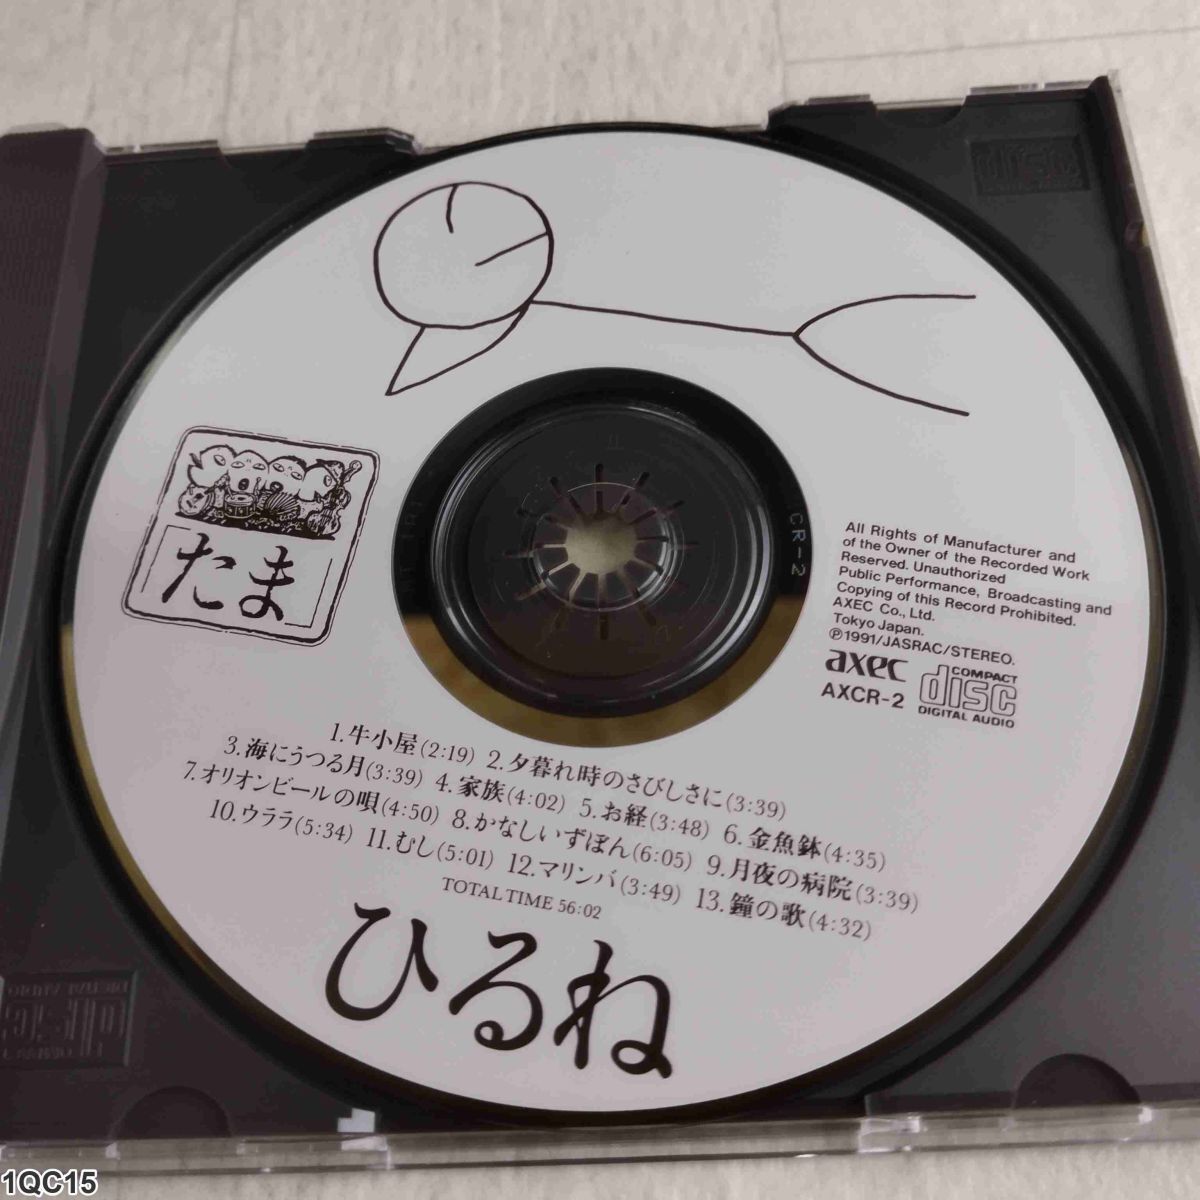 たま
All Rights of Manufacturer and
of the Owner of the Recorded Work
Reserved. Unauthorized
Public Performance, Broadcasting and
Copying of this Record Prohibited.
AXEC Co., Ltd.
Tokyo Japan.
Ⓟ1991/JASRAC/STEREO.
axec
AXCR-2
COMPACT
disc
DIGITAL AUDIO
1.牛小屋(2:19) 2.夕暮れ時のさびしさに(3:39)
3.海にうつる月(3:39) 4.家族(4:02) 5.お経(3:48) 6.金魚鉢(4:35)
7.オリオンビールの唄(4:50) 8.かなしいずぼん(6:05) 9.月夜の病院(3:39)
10.ウララ(5:34) 11.むし(5:01) 12.マリンバ(3:49) 13.鐘の歌(4:32)
TOTAL TIME 56:02
ひるね
disc
COMPACT
disc
DIGITAL AUDIO
1QC15